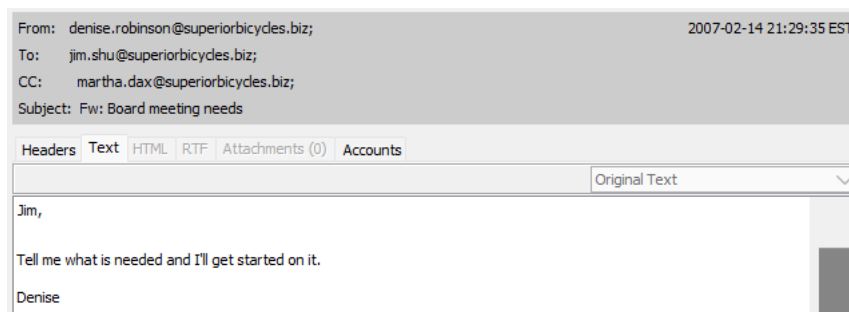 From: denise.robinson@superiorbicycles.biz; 2007-02-14 21:29:35 EST
To: jim.shu@superiorbicycles.biz;
CC: martha.dax@superiorbicycles.biz;
Subject: Fw: Board meeting needs
Headers Text HTML RTF Attachments (0) Accounts
Original Text
Jim,
Tell me what is needed and I'll get started on it.
Denise